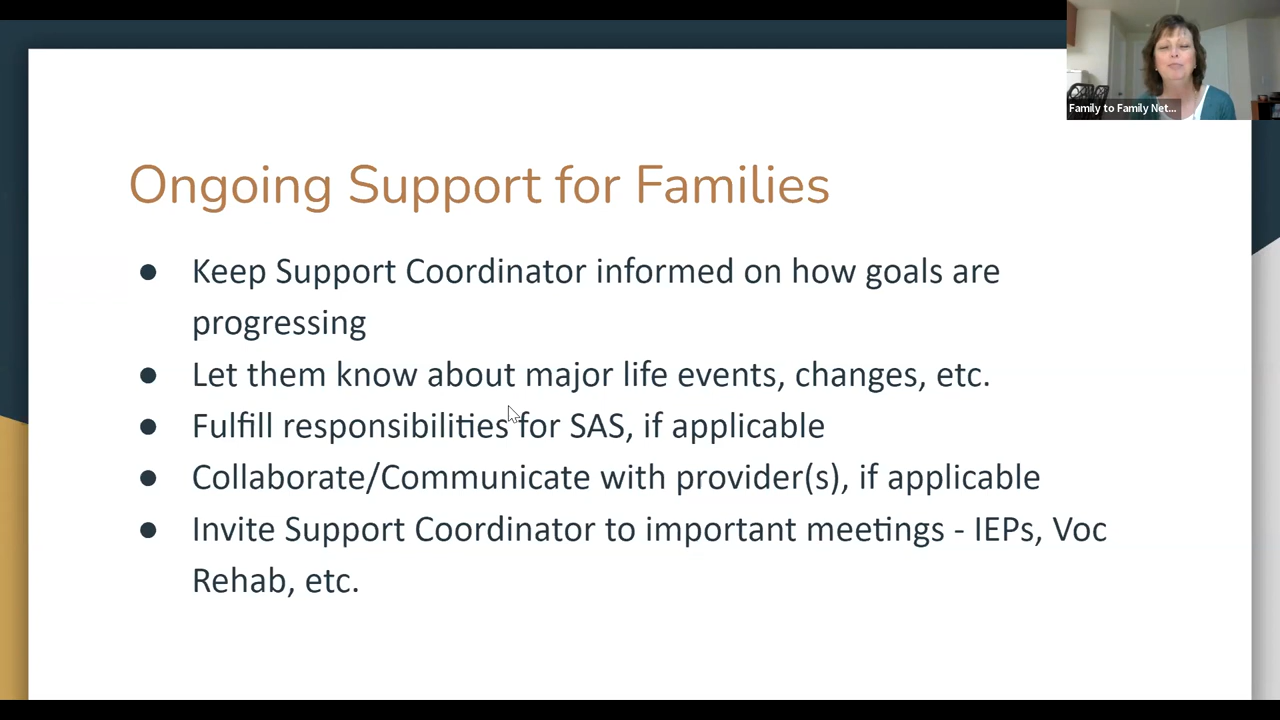 Family to Family Net...
Ongoing Support for Families
● Keep Support Coordinator informed on how goals are
progressing
● Let them know about major life events, changes, etc.
● Fulfill responsibilities for SAS, if applicable
● Collaborate/Communicate with provider(s), if applicable
● Invite Support Coordinator to important meetings - IEPs, Voc
Rehab, etc.